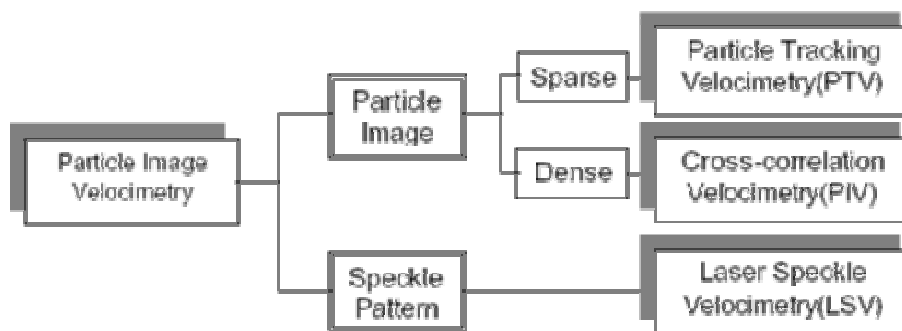 Particle Image
Velocimetry
Particle
Image
Sparse
Particle Tracking
Velocimetry(PTV)
Dense
Cross-correlation
Velocimetry(PIV)
Speckle
Pattern
Laser Speckle
Velocimetry(LSV)